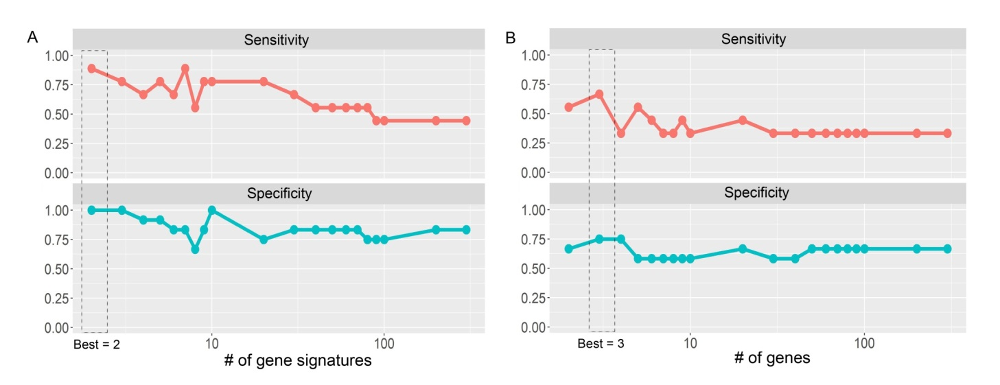 A
Sensitivity
1.00
0.75
0.50
0.25
0.00
Specificity
1.00
0.75
0.50
0.25
0.00
Best = 2
10
100
# of gene signatures
B
Sensitivity
1.00
0.75
0.50
0.25
0.00
Specificity
1.00
0.75
0.50
0.25
0.00
Best = 3
10
100
# of genes